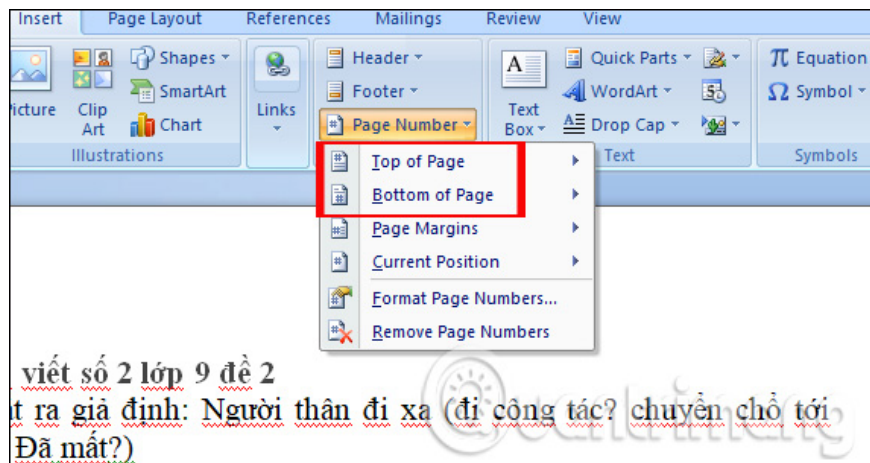 Insert Page Layout References Mailings Review View
Shapes Header Quick Parts Equation
SmartArt Footer WordArt Symbol
Picture Clip Art Chart Links Page Number Text Box Drop Cap
Illustrations Text Symbols
Top of Page
Bottom of Page
Page Margins
Current Position
Format Page Numbers...
Remove Page Numbers
viết số 2 lớp 9 đề 2
ra giả định: Người thân đi xa (đi công tác? chuyển chổ tới
Đã mất?)
quantrimang